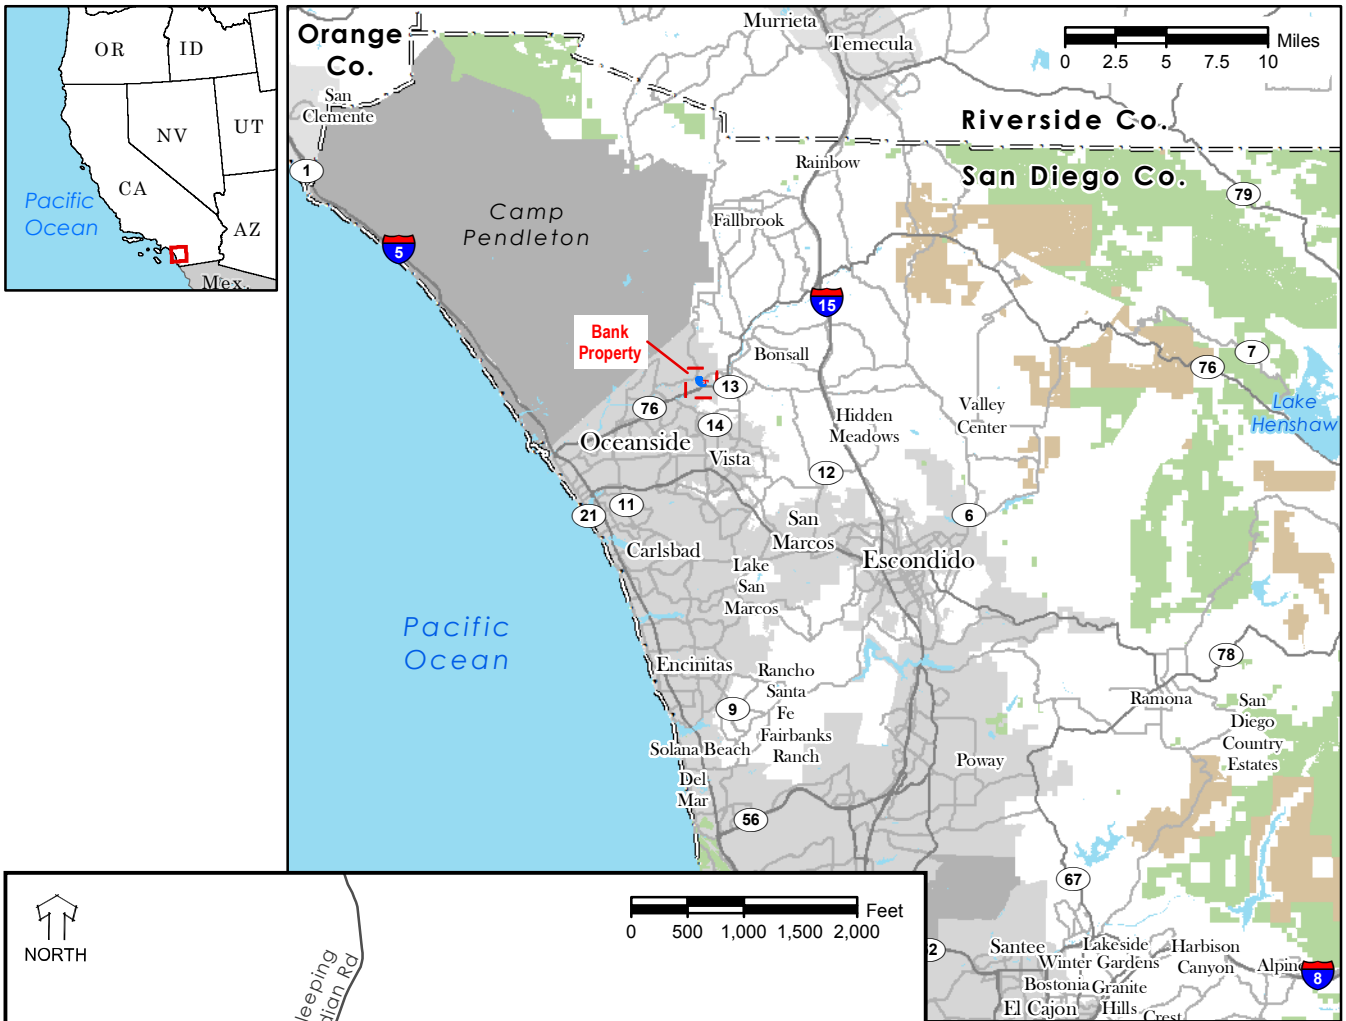 OR
ID
NV
UT
CA
AZ
Pacific
Ocean
Mex.
Orange
Co.
San
Clemente
Murrieta
Temecula
0 2.5 5 7.5 10
Miles
Riverside Co.
San Diego Co.
1
Rainbow
79
Camp
Pendleton
Fallbrook
5
15
Bank
Property
Bonsall
7
76
13
76
14
Lake
Henshaw
Hidden
Meadows
Valley
Center
Oceanside
Vista
12
11
21
6
San
Marcos
Carlsbad
Escondido
Lake
San
Marcos
Pacific
Ocean
Encinitas
Rancho
Santa
Fe
Fairbanks
Ranch
78
Ramona
San
Diego
Country
Estates
9
Solana Beach
Poway
Del
Mar
56
67
NORTH
0 500 1,000 1,500 2,000
Feet
Santee
Lakeside
Winter Gardens
Harbison
Canyon
Alpine
8
Bostonia
Granite
Hills
El Cajon
Crest